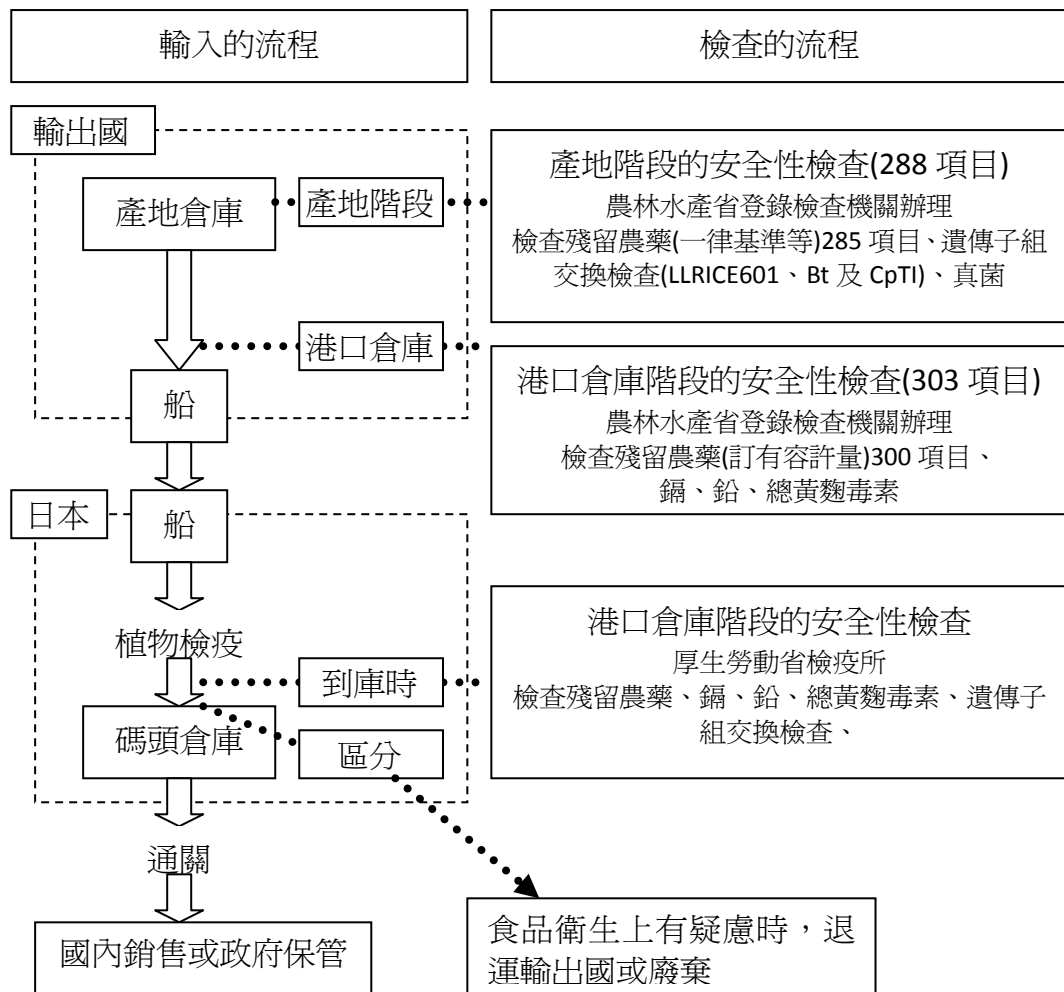 輸入的流程
檢查的流程
輸出國
產地倉庫
產地階段
產地階段的安全性檢查(288 項目)
農林水產省登錄檢查機關辦理
檢查殘留農藥(一律基準等)285 項目、遺傳子組
交換檢查(LLRICE601、Bt 及 CpTI)、真菌
港口倉庫
港口倉庫階段的安全性檢查(303 項目)
農林水產省登錄檢查機關辦理
檢查殘留農藥(訂有容許量)300 項目、
鎘、鉛、總黃麴毒素
船
日本
船
植物檢疫
到庫時
港口倉庫階段的安全性檢查
厚生勞動省檢疫所
檢查殘留農藥、鎘、鉛、總黃麴毒素、遺傳子
組交換檢查、
碼頭倉庫
區分
通關
國內銷售或政府保管
食品衛生上有疑慮時，退
運輸出國或廢棄